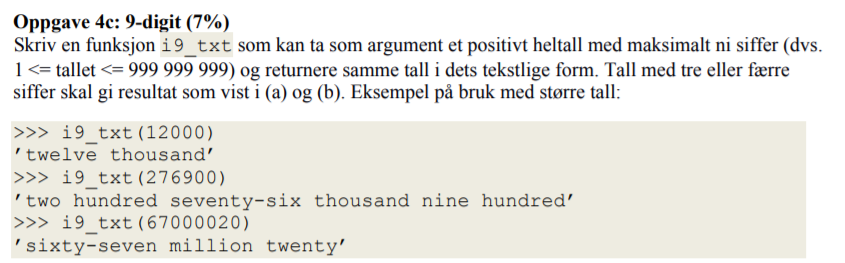 Oppgave 4c: 9-digit (7%)
Skriv en funksjon i9_txt som kan ta som argument et positivt heltall med maksimalt ni siffer (dvs.
1 <= tallet <= 999 999 999) og returnere samme tall i dets tekstlige form. Tall med tre eller færre
siffer skal gi resultat som vist i (a) og (b). Eksempel på bruk med større tall:
>>> i9_txt(12000)
’twelve thousand’
>>> i9_txt(276900)
’two hundred seventy-six thousand nine hundred’
>>> i9_txt(67000020)
’sixty-seven million twenty’